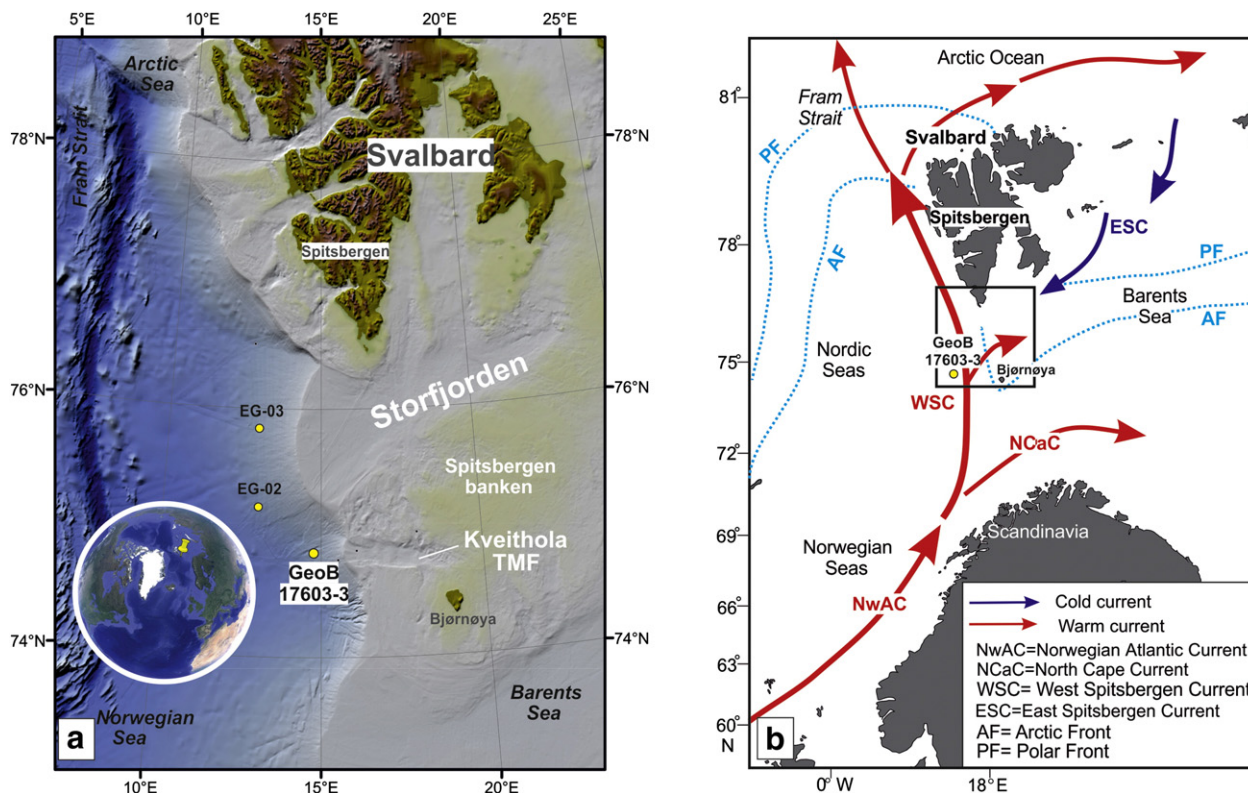 5°E
10°E
15°E
20°E
25°E
Arctic
Sea
Fram Strait
78°N
78°N
Svalbard
Spitsbergen
76°N
76°N
Storfjorden
EG-03
EG-02
Spitsbergen
banken
Kveithola
TMF
GeoB
17603-3
Bjørnøya
74°N
74°N
Barents
Sea
Norwegian
Sea
a
10°E
15°E
20°E
Arctic Ocean
81°
Fram
Strait
Svalbard
PF
Spitsbergen
ESC
78°
AF
PF
Barents
Sea
AF
GeoB
17603-3
Nordic
Seas
75°
Bjørnøya
WSC
NCaC
72°
69°
Scandinavia
Norwegian
Seas
NwAC
66°
63°
60°
N
b
Cold current
Warm current
NwAC=Norwegian Atlantic Current
NCaC=North Cape Current
WSC= West Spitsbergen Current
ESC=East Spitsbergen Current
AF= Arctic Front
PF= Polar Front
0° W
18°E